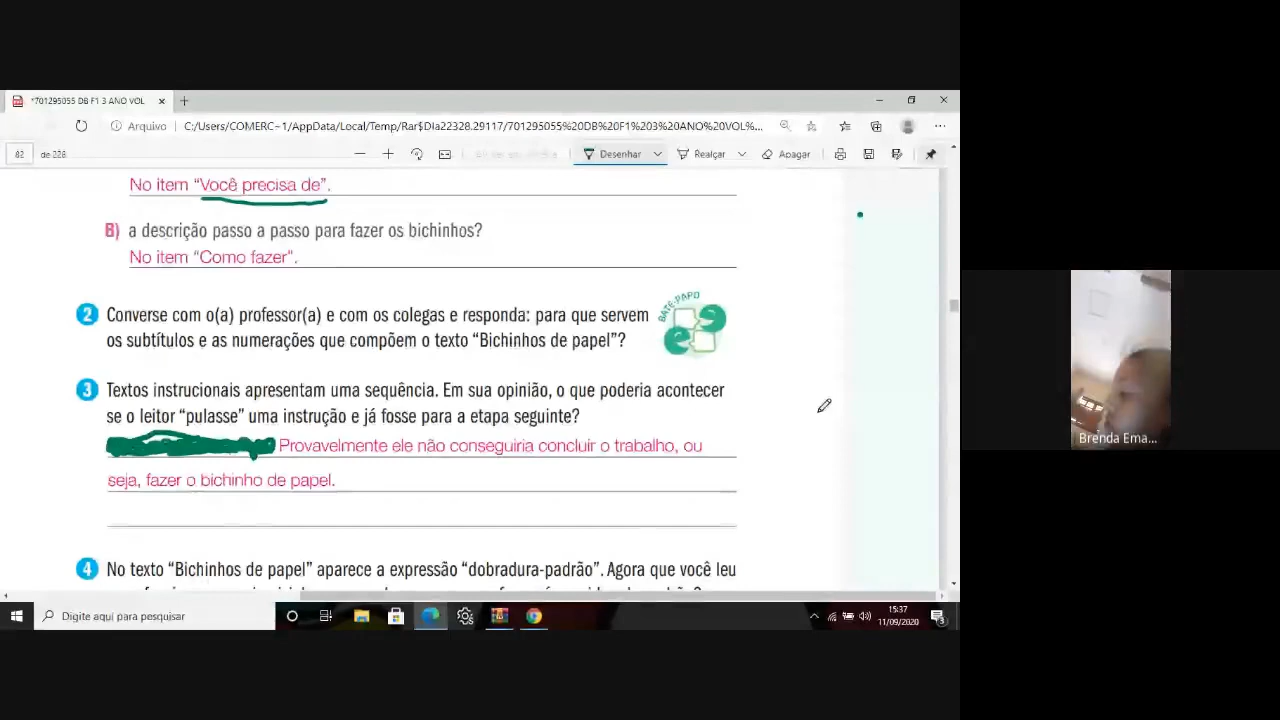 *701295055 DB F1 3 ANO VOL
Arquivo
C:/Users/COMERC~1/AppData/Local/Temp/Rar$DIa22328.29117/701295055%20DB%20F1%203%20ANO%20VOL%...
82 de 228
Desenhar
Realçar
Apagar
No item “Você precisa de”.
B) a descrição passo a passo para fazer os bichinhos?
No item “Como fazer”.
2 Converse com o(a) professor(a) e com os colegas e responda: para que servem
os subtítulos e as numerações que compõem o texto “Bichinhos de papel”?
BATE-PAPO
3 Textos instrucionais apresentam uma sequência. Em sua opinião, o que poderia acontecer
se o leitor “pulasse” uma instrução e já fosse para a etapa seguinte?
Provavelmente ele não conseguiria concluir o trabalho, ou
seja, fazer o bichinho de papel.
4 No texto “Bichinhos de papel” aparece a expressão “dobradura-padrão”. Agora que você leu
Brenda Ema...
Digite aqui para pesquisar
15:37
11/09/2020
3